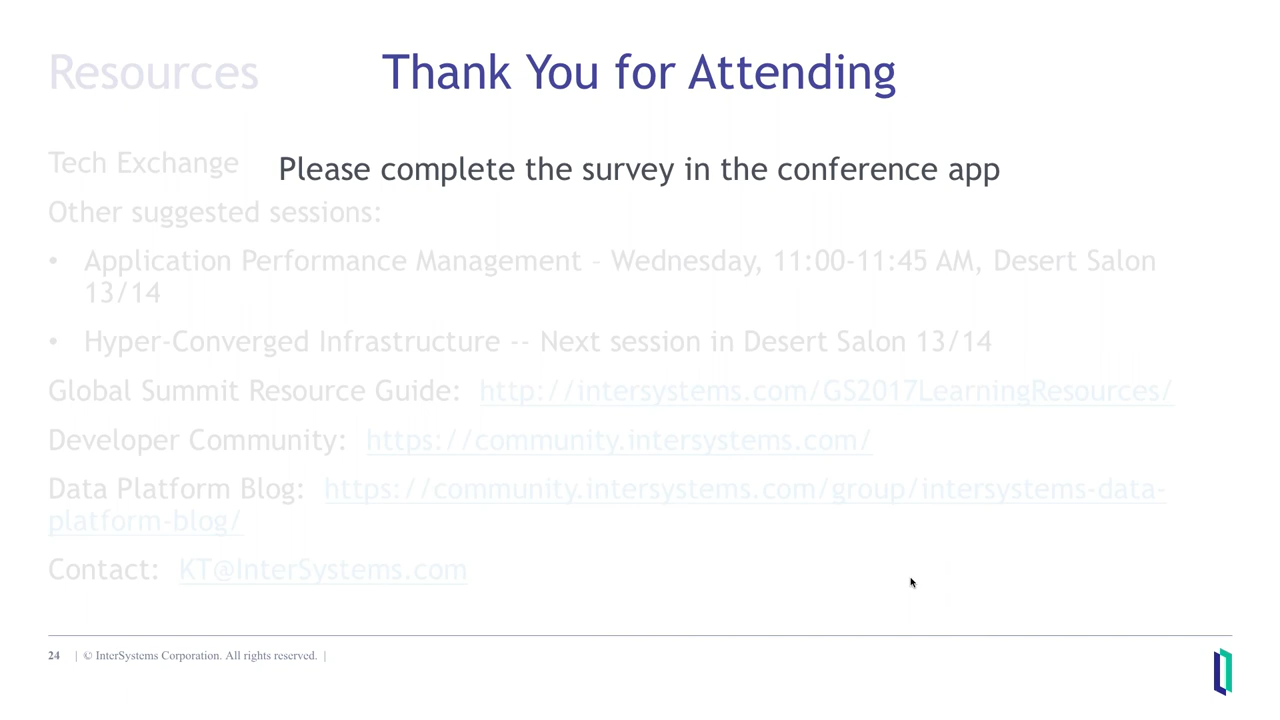 Resources
Thank You for Attending
Tech Exchange
Please complete the survey in the conference app
Other suggested sessions:
• Application Performance Management – Wednesday, 11:00-11:45 AM, Desert Salon
13/14
• Hyper-Converged Infrastructure -- Next session in Desert Salon 13/14
Global Summit Resource Guide: http://intersystems.com/GS2017LearningResources/
Developer Community: https://community.intersystems.com/
Data Platform Blog: https://community.intersystems.com/group/intersystems-data-
platform-blog/
Contact: KT@InterSystems.com
24 | © InterSystems Corporation. All rights reserved. |